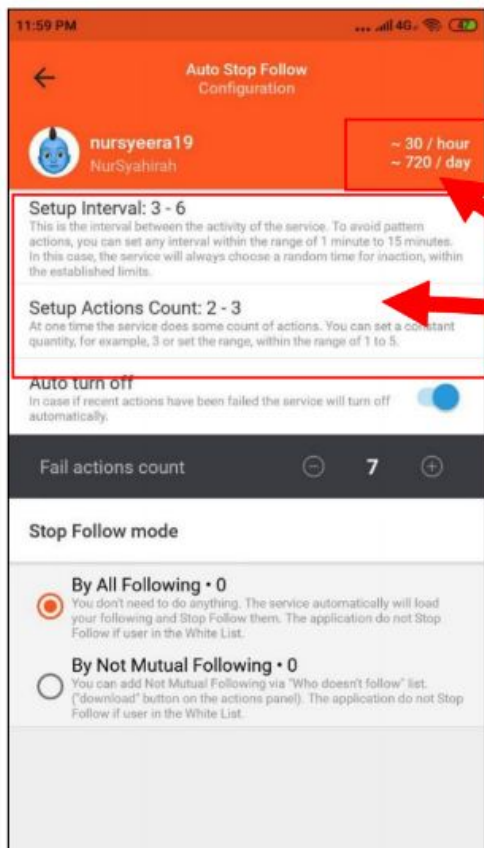 11:59 PM
4G
47
Auto Stop Follow
Configuration
nursyeera19
NurSyahirah
~ 30 / hour
~ 720 / day
Setup Interval: 3 - 6
This is the interval between the activity of the service. To avoid pattern
actions, you can set any interval within the range of 1 minute to 15 minutes.
In this case, the service will always choose a random time for inaction, within
the established limits.
Setup Actions Count: 2 - 3
At one time the service does some count of actions. You can set a constant
quantity, for example, 3 or set the range, within the range of 1 to 5.
Auto turn off
In case if recent actions have been failed the service will turn off
automatically.
Fail actions count
7
Stop Follow mode
By All Following • 0
You don't need to do anything. The service automatically will load
your following and Stop Follow them. The application do not Stop
Follow if user in the White List.
By Not Mutual Following • 0
You can add Not Mutual Following via "Who doesn't follow" list.
("download" button on the actions panel). The application do not Stop
Follow if user in the White List.